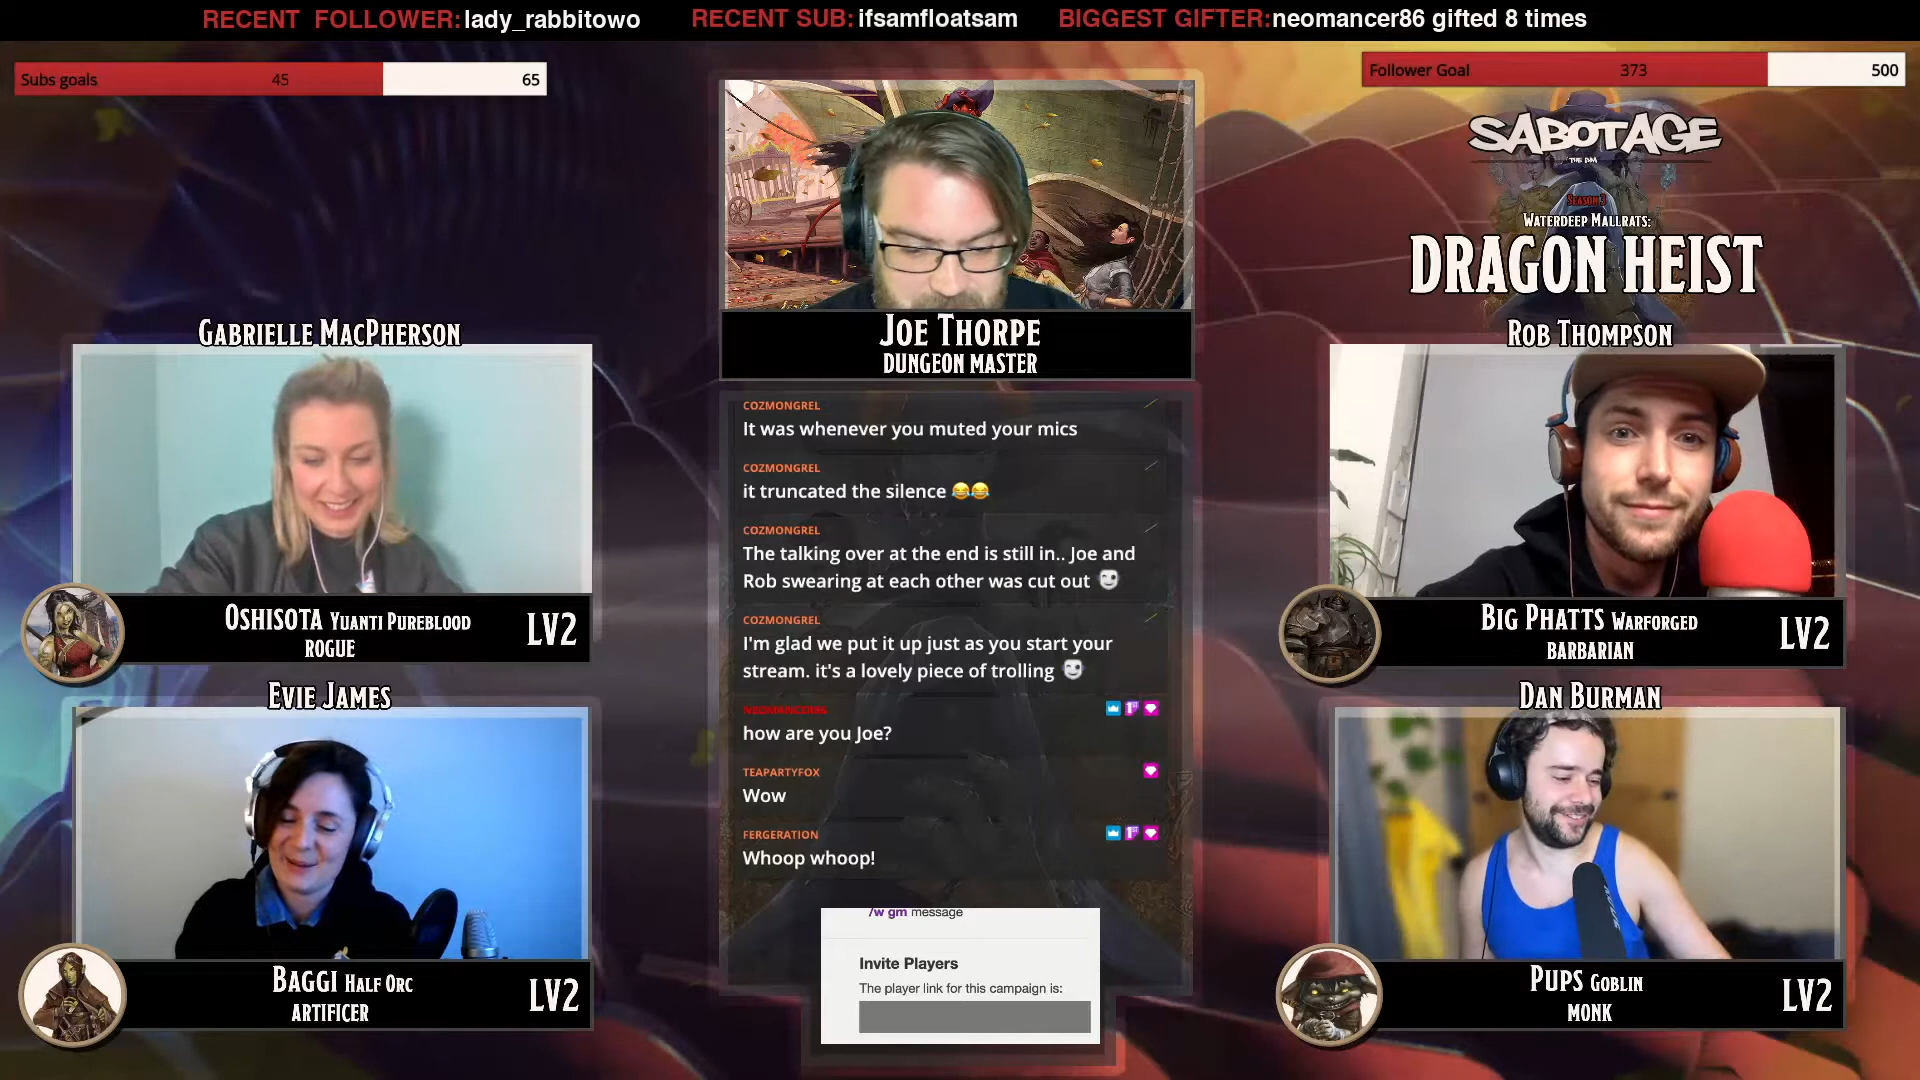 RECENT FOLLOWER: lady_rabbitowo
RECENT SUB: ifsamfloatsam
BIGGEST GIFTER: neomancer86 gifted 8 times
Subs goals 45 65
Follower Goal 373 500
SABOTAGE
THE DM
SEASON 1
WATERDEEP MALLRATS:
DRAGON HEIST
JOE THORPE
DUNGEON MASTER
GABRIELLE MACPHERSON
OSHISOTA YUANTI PUREBLOOD
ROGUE
LV2
EVIE JAMES
BAGGI HALF ORC
ARTIFICER
LV2
COZMONGREL
It was whenever you muted your mics
COZMONGREL
it truncated the silence 😂😂
COZMONGREL
The talking over at the end is still in.. Joe and
Rob swearing at each other was cut out
COZMONGREL
I'm glad we put it up just as you start your
stream. it's a lovely piece of trolling
NEOMANCER86
how are you Joe?
TEAPARTYFOX
Wow
FERGERATION
Whoop whoop!
/w gm message
Invite Players
The player link for this campaign is:
ROB THOMPSON
BIG PHATTS WARFORGED
BARBARIAN
LV2
DAN BURMAN
PUPS GOBLIN
MONK
LV2